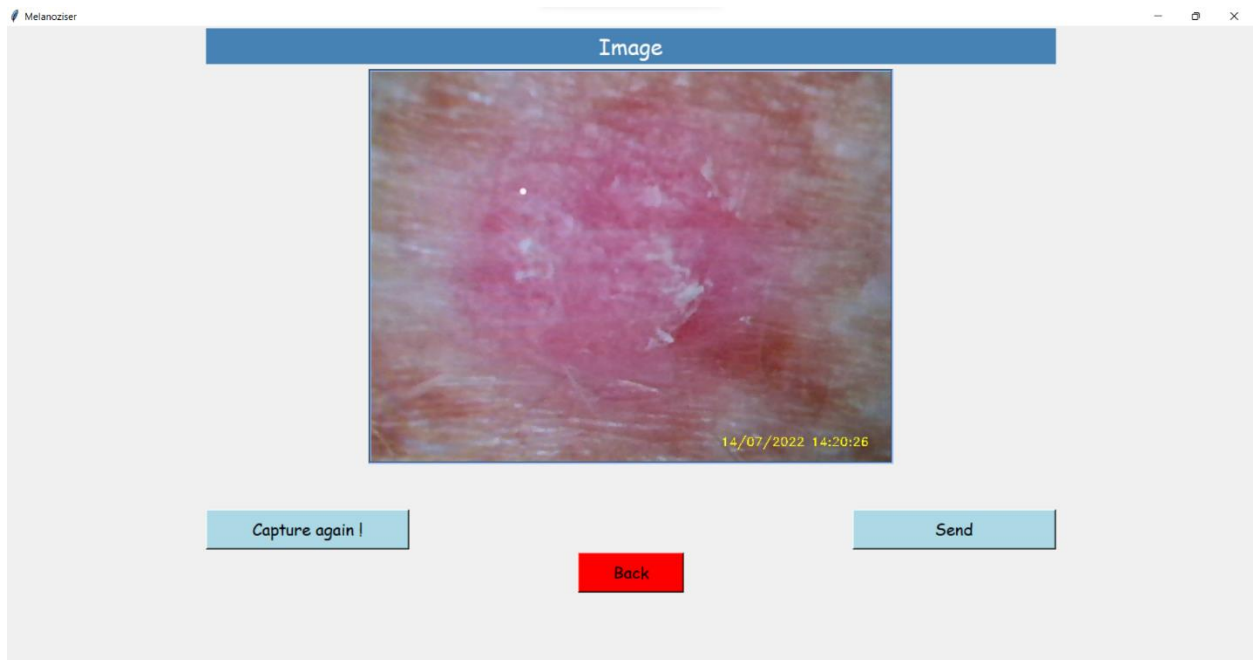 Melanoziser
Image
14/07/2022 14:20:26
Capture again !
Send
Back